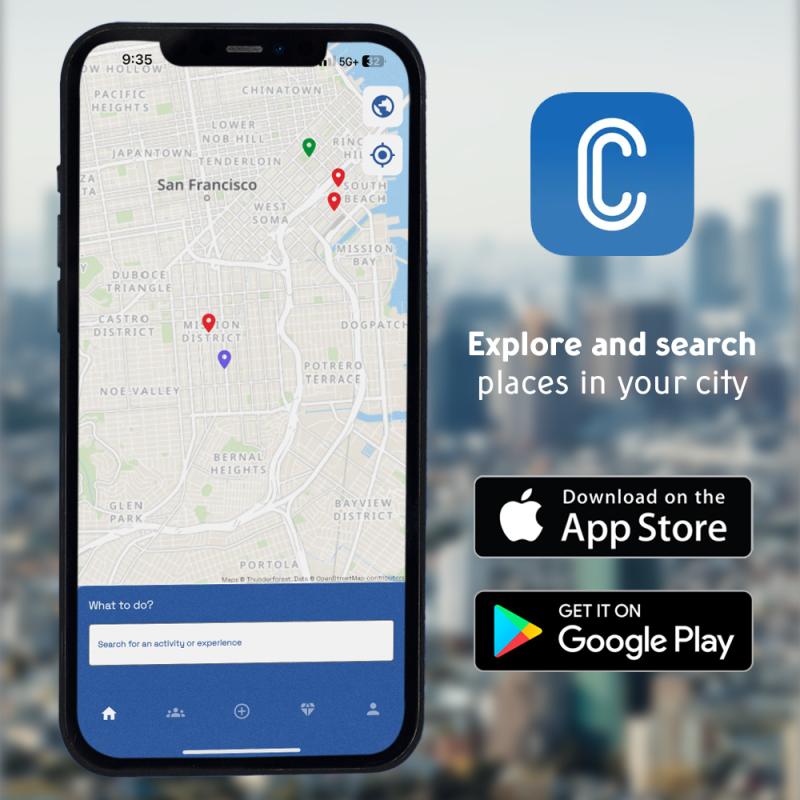 9:35
5G+ 32
OW HOLLOW
PACIFIC
HEIGHTS
CHINATOWN
LOWER
NOB HILL
JAPANTOWN
TENDERLOIN
RINC
HIL
ZA
TA
San Francisco
SOUTH
BEACH
WEST
SOMA
MISSION
BAY
DUBOCE
TRIANGLE
CASTRO
DISTRICT
MISSION
DISTRICT
DOGPATCH
POTRERO
TERRACE
NOE VALLEY
BERNAL
HEIGHTS
GLEN
PARK
BAYVIEW
DISTRICT
PORTOLA
Maps © Thunderforest, Data © OpenStreetMap contributors
What to do?
Search for an activity or experience
C
Explore and search
places in your city
Download on the
App Store
GET IT ON
Google Play